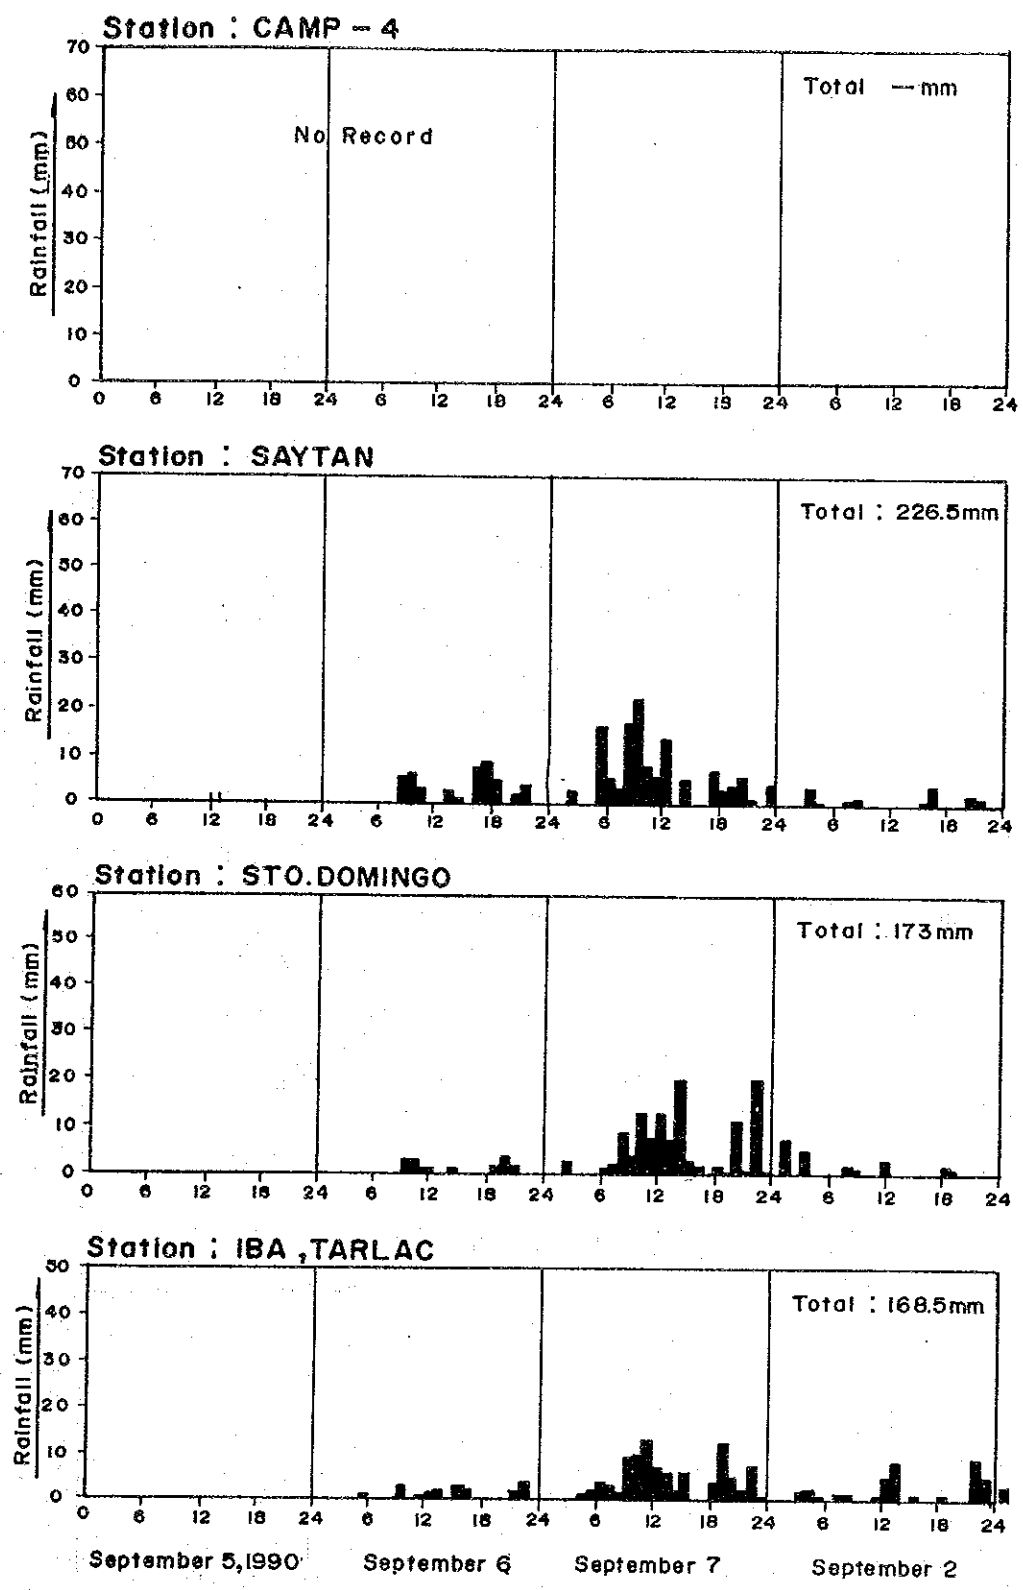 Station : CAMP - 4
Rainfall (mm)
70
60
50
40
30
20
10
0
Total — mm
No Record
0 6 12 18 24 6 12 18 24 6 12 18 24 6 12 18 24
Station : SAYTAN
Rainfall (mm)
70
60
50
40
30
20
10
0
Total : 226.5mm
0 6 12 18 24 6 12 18 24 6 12 18 24 6 12 18 24
Station : STO.DOMINGO
Rainfall (mm)
60
50
40
30
20
10
0
Total : 173mm
0 6 12 18 24 6 12 18 24 6 12 18 24 6 12 18 24
Station : IBA ,TARLAC
Rainfall (mm)
50
40
30
20
10
0
Total : 168.5mm
0 6 12 18 24 6 12 18 24 6 12 18 24 6 12 18 24
September 5,1990 September 6 September 7 September 2